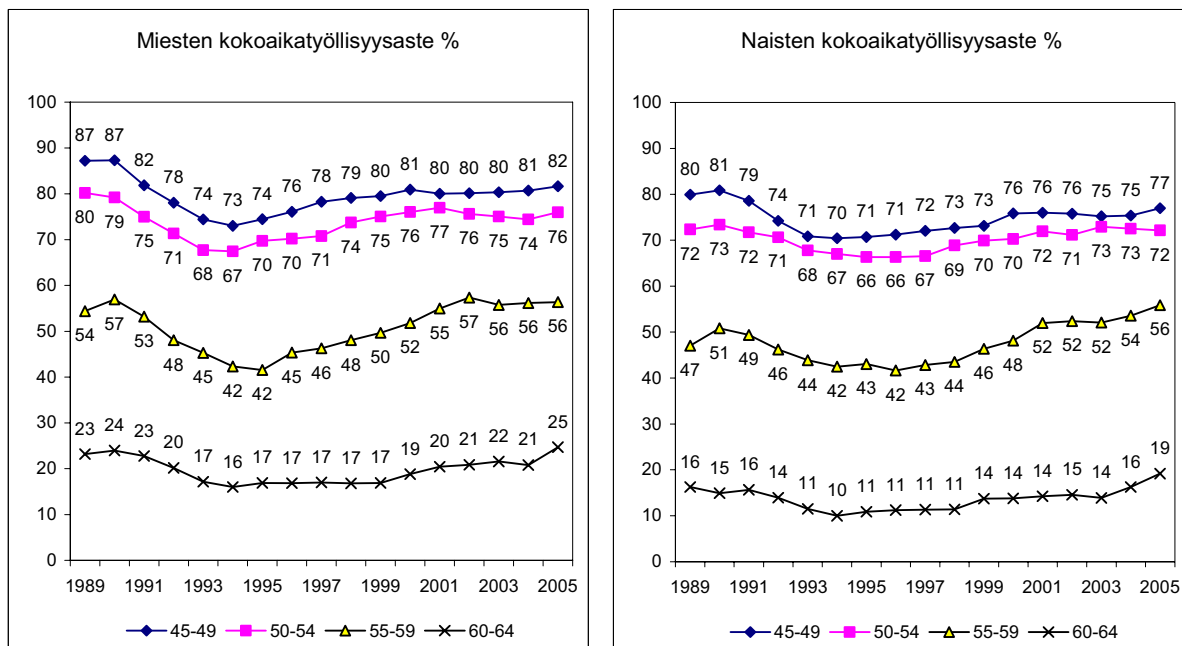 Miesten kokoaikatyöllisyysaste %
100
90
80
70
60
50
40
30
20
10
0
87 87 82 78 74 73 74 76 78 79 80 81 80 80 80 81 82
80 79 75 71 68 67 70 70 71 74 75 76 77 76 75 74 76
54 57 53 48 45 42 42 45 46 48 50 52 55 57 56 56 56
23 24 23 20 17 16 17 17 17 17 17 19 20 21 22 21 25
1989 1991 1993 1995 1997 1999 2001 2003 2005
45-49 50-54 55-59 60-64
Naisten kokoaikatyöllisyysaste %
100
90
80
70
60
50
40
30
20
10
0
80 81 79 74 71 70 71 71 72 73 73 76 76 76 75 75 77
72 73 72 71 68 67 66 66 67 69 70 70 72 71 73 73 72
47 51 49 46 44 42 43 42 43 44 46 48 52 52 52 54 56
16 15 16 14 11 10 11 11 11 11 14 14 14 15 14 16 19
1989 1991 1993 1995 1997 1999 2001 2003 2005
45-49 50-54 55-59 60-64